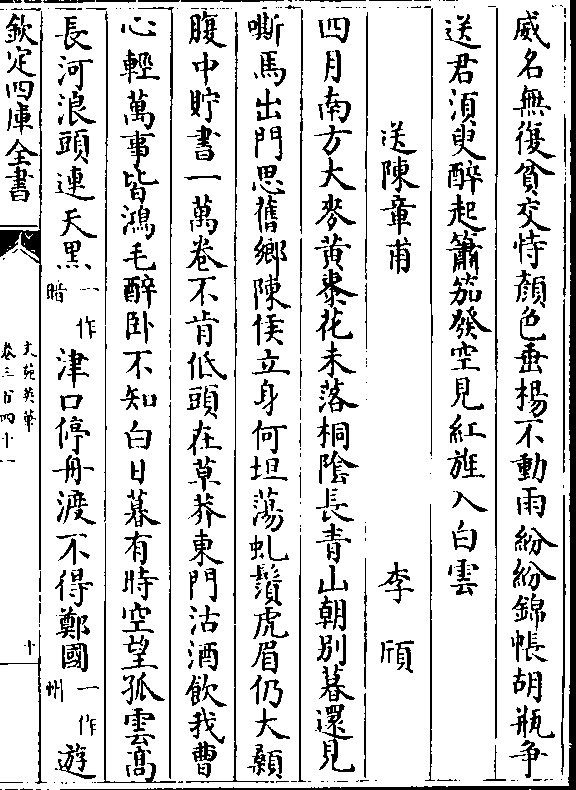 威名無復貧交恃顔色垂楊不動雨紛紛錦帳胡瓶争
送君須臾醉起簫笳發空見紅旌入白雲
送陳章甫 李頎
四月南方大麥黄棗花未落桐陰長青山朝别暮還見
嘶馬出門思舊鄉陳侯立身何坦蕩虬鬚虎眉仍大顙
腹中貯書一萬卷不肯低頭在草莽東門沽酒飲我曹
心輕萬事皆鴻毛醉卧不知白日暮有時空望孤雲高
長河浪頭連天黒一作暗津口停舟渡不得鄭國一作州遊
欽定四庫全書
文苑英華
卷三百四十一
十